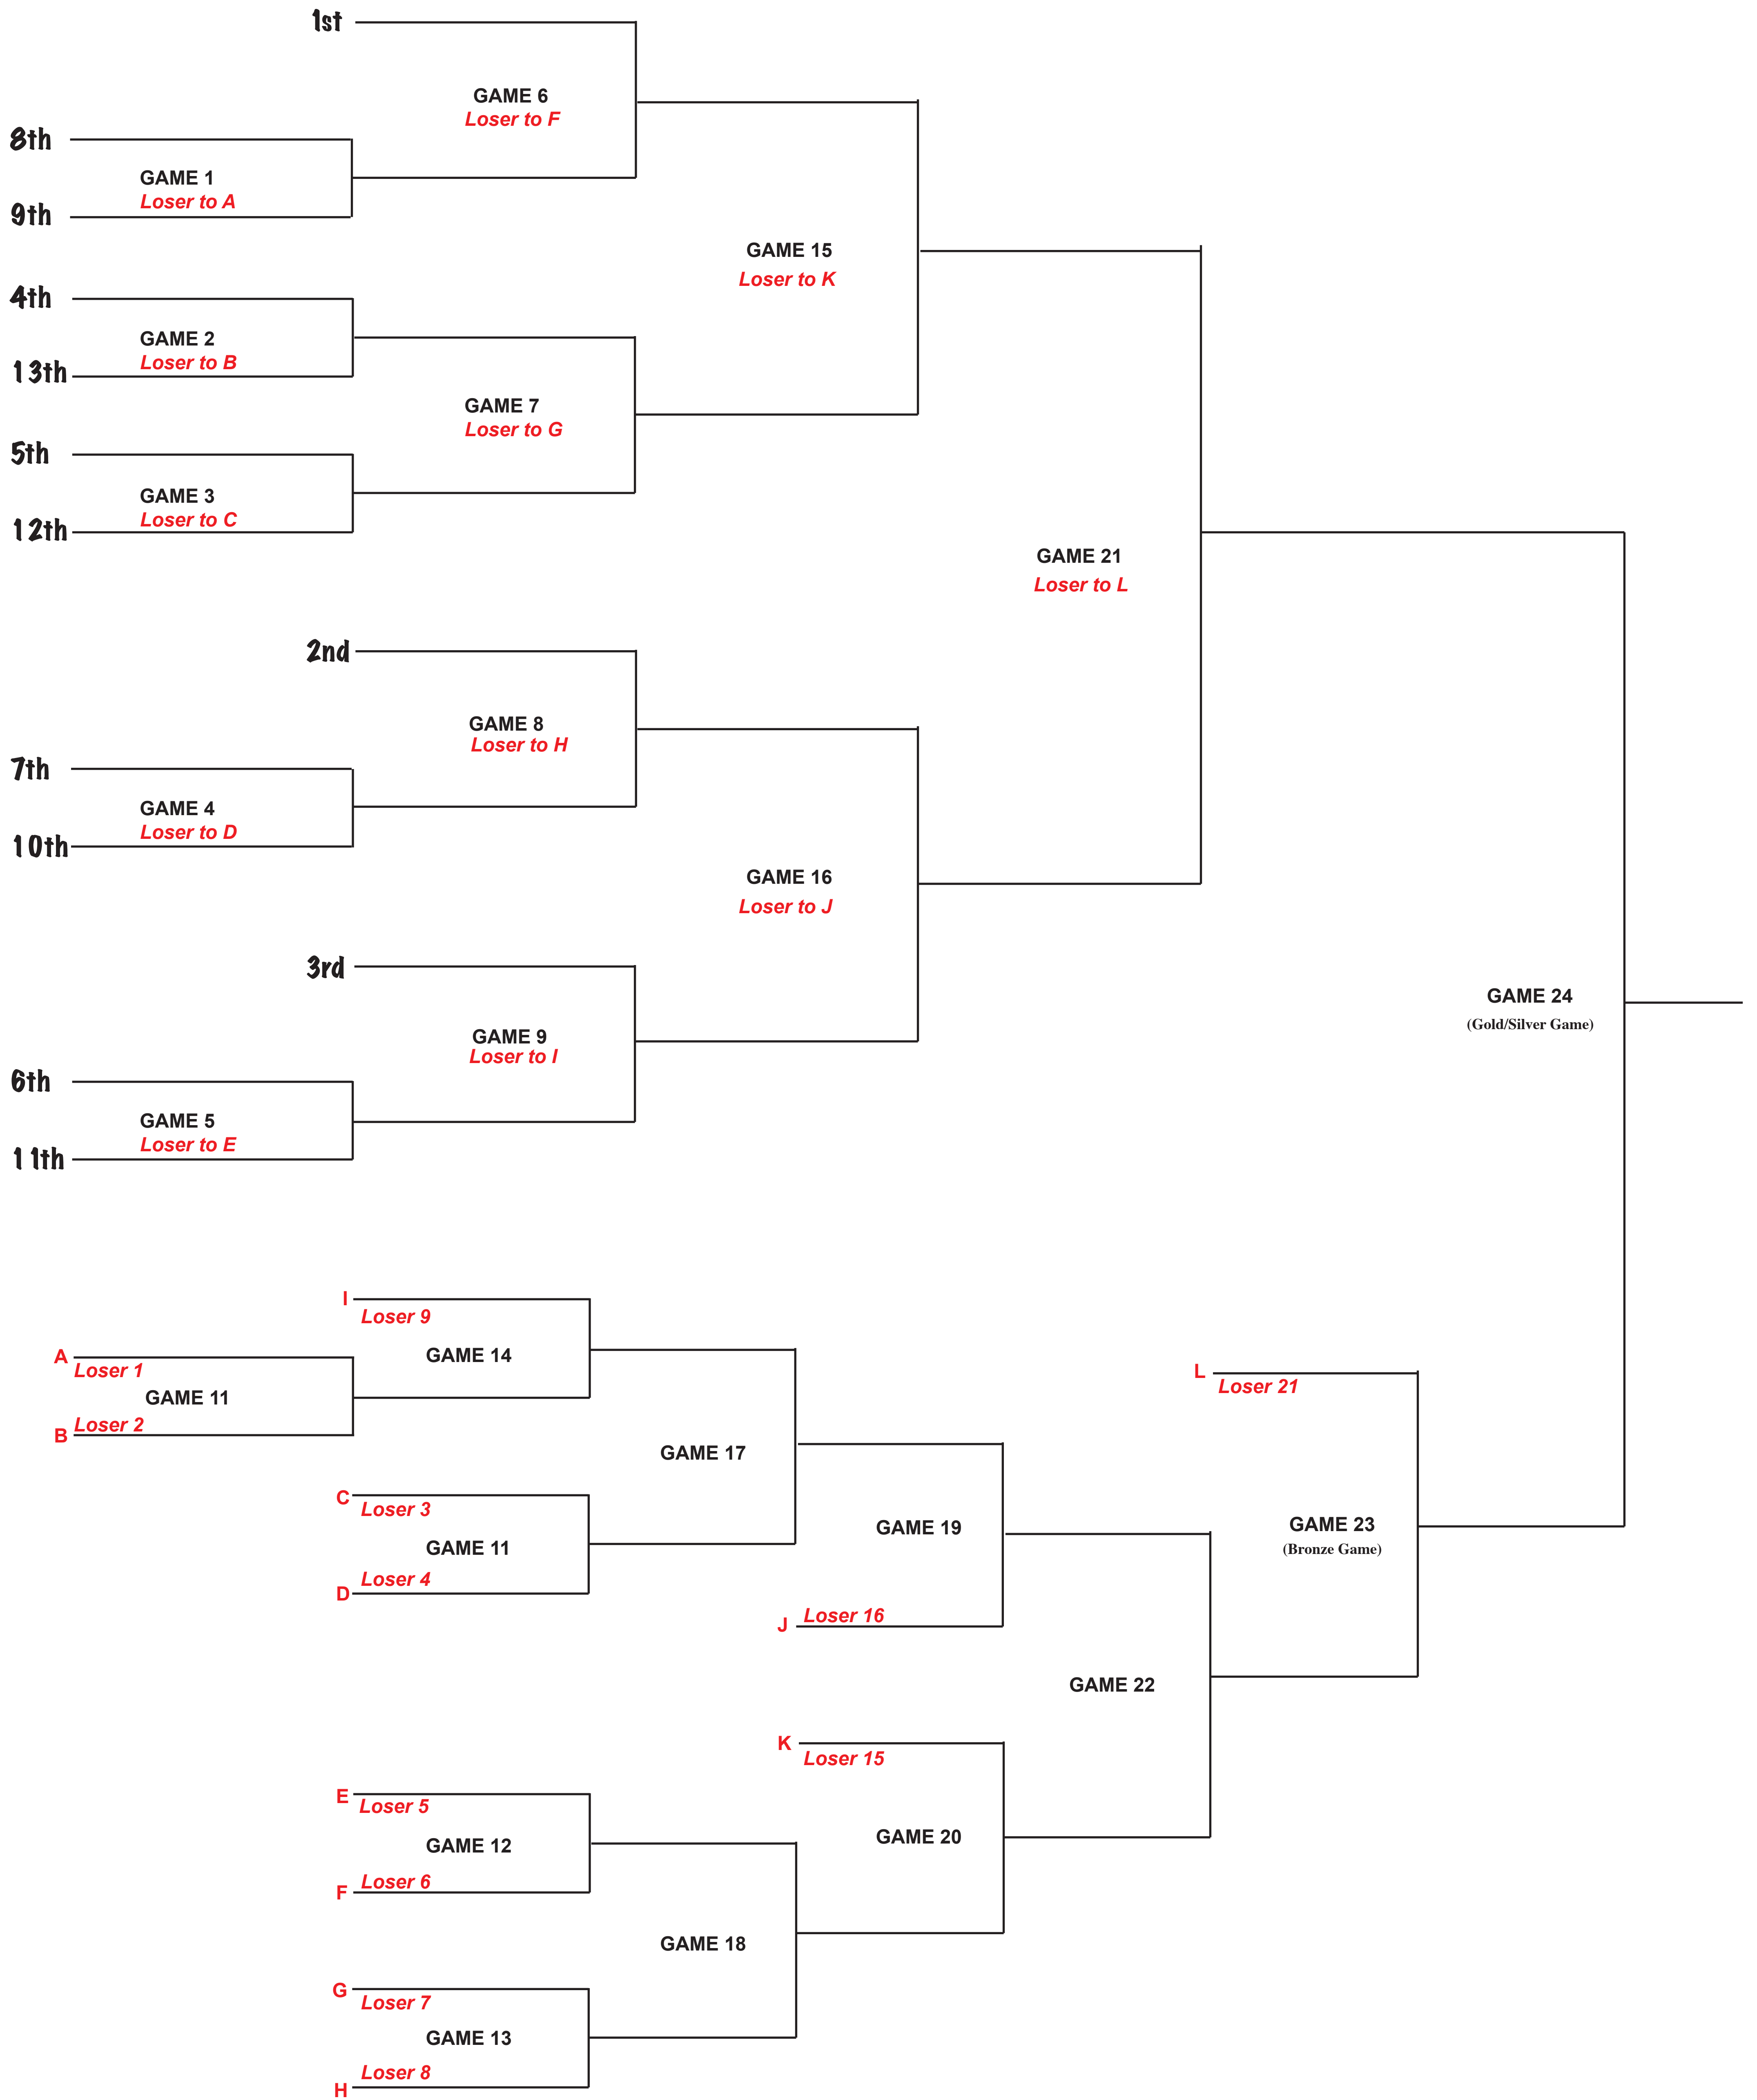 1st
GAME 6
Loser to F
8th
GAME 1
Loser to A
9th
GAME 15
Loser to K
4th
GAME 2
Loser to B
13th
GAME 7
Loser to G
5th
GAME 3
Loser to C
12th
GAME 21
Loser to L
2nd
GAME 8
Loser to H
7th
GAME 4
Loser to D
10th
GAME 16
Loser to J
3rd
GAME 24
(Gold/Silver Game)
GAME 9
Loser to I
6th
GAME 5
Loser to E
11th
I
Loser 9
A
Loser 1
GAME 14
GAME 11
Loser 2
B
L
Loser 21
GAME 17
C
Loser 3
GAME 11
Loser 4
D
GAME 19
GAME 23
(Bronze Game)
J
Loser 16
GAME 22
K
Loser 15
E
Loser 5
GAME 12
Loser 6
F
GAME 20
GAME 18
G
Loser 7
GAME 13
Loser 8
H